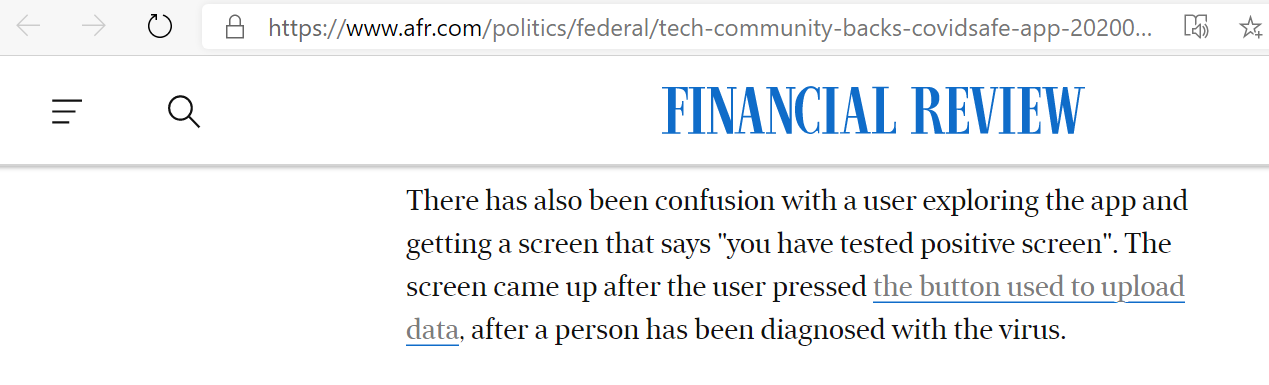 https://www.afr.com/politics/federal/tech-community-backs-covidsafe-app-20200...
FINANCIAL REVIEW
There has also been confusion with a user exploring the app and
getting a screen that says "you have tested positive screen". The
screen came up after the user pressed the button used to upload
data, after a person has been diagnosed with the virus.